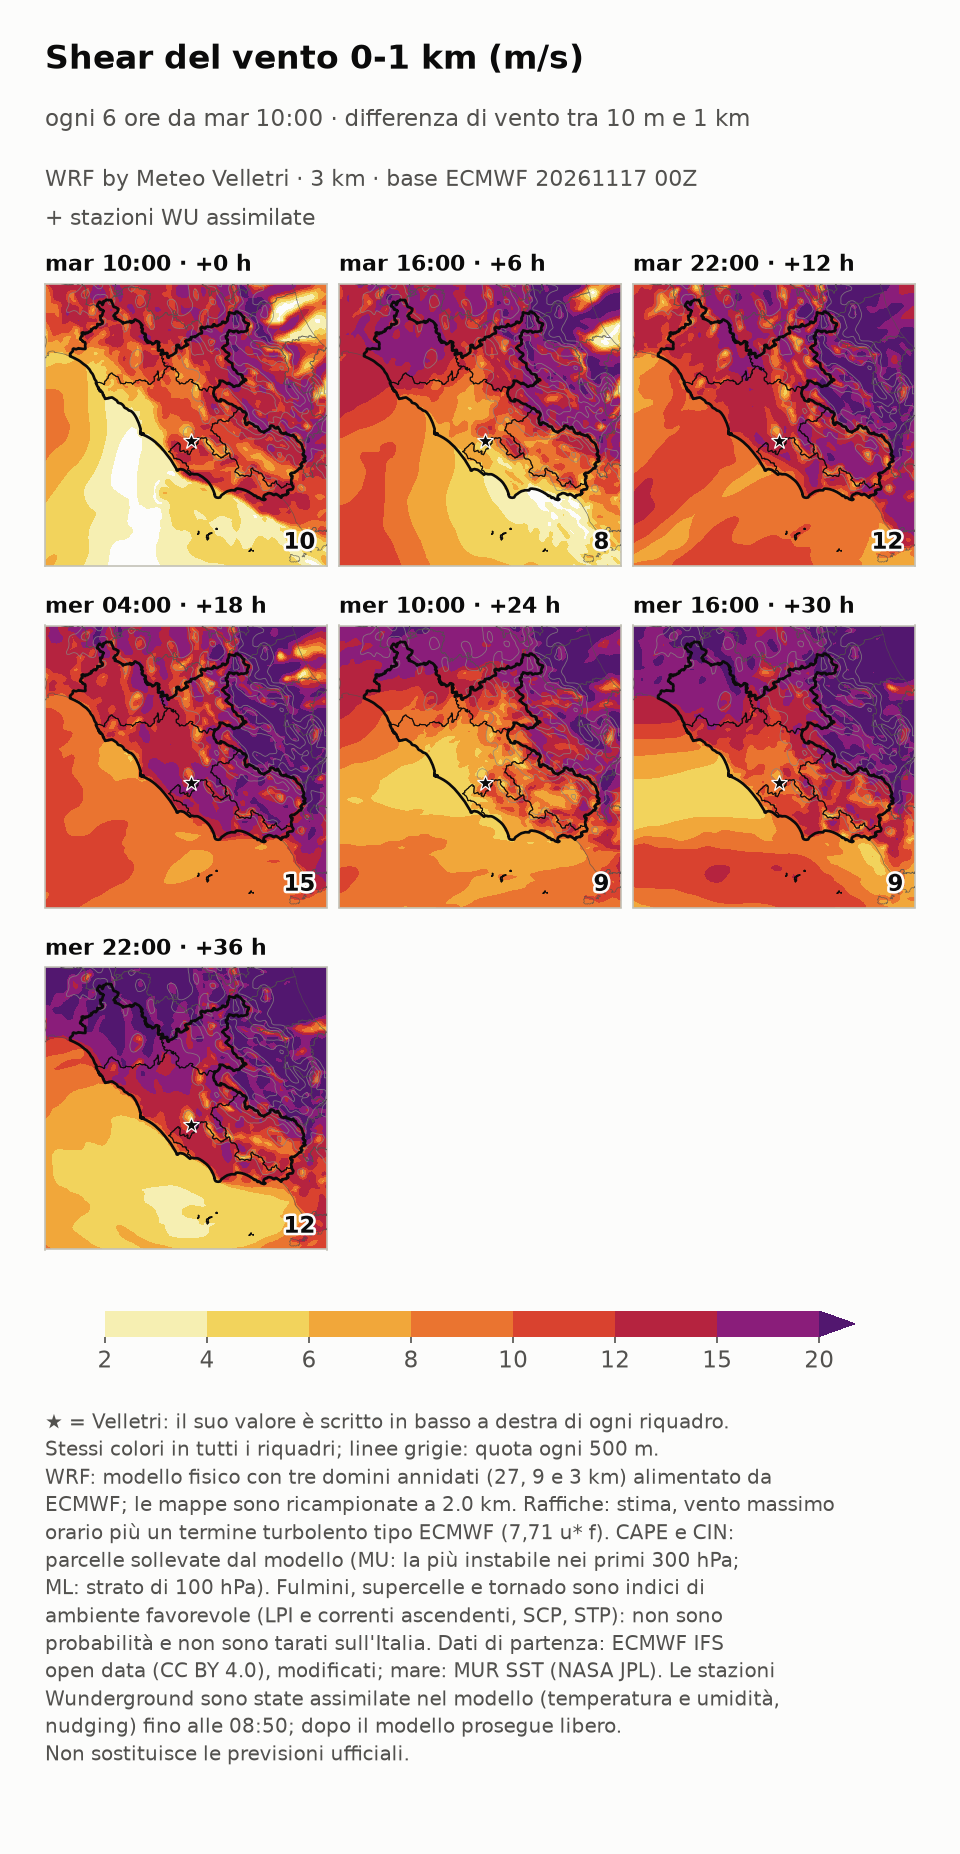 Shear del vento 0-1 km (m/s)
ogni 6 ore da mar 10:00 · differenza di vento tra 10 m e 1 km
WRF by Meteo Velletri · 3 km · base ECMWF 20261117 00Z
+ stazioni WU assimilate
mar 10:00 · +0 h
mar 16:00 · +6 h
mar 22:00 · +12 h
10
8
12
mer 04:00 · +18 h
mer 10:00 · +24 h
mer 16:00 · +30 h
15
9
9
mer 22:00 · +36 h
12
2 4 6 8 10 12 15 20
★ = Velletri: il suo valore è scritto in basso a destra di ogni riquadro.
Stessi colori in tutti i riquadri; linee grigie: quota ogni 500 m.
WRF: modello fisico con tre domini annidati (27, 9 e 3 km) alimentato da
ECMWF; le mappe sono ricampionate a 2.0 km. Raffiche: stima, vento massimo
orario più un termine turbolento tipo ECMWF (7,71 u* f). CAPE e CIN:
parcelle sollevate dal modello (MU: la più instabile nei primi 300 hPa;
ML: strato di 100 hPa). Fulmini, supercelle e tornado sono indici di
ambiente favorevole (LPI e correnti ascendenti, SCP, STP): non sono
probabilità e non sono tarati sull'Italia. Dati di partenza: ECMWF IFS
open data (CC BY 4.0), modificati; mare: MUR SST (NASA JPL). Le stazioni
Wunderground sono state assimilate nel modello (temperatura e umidità,
nudging) fino alle 08:50; dopo il modello prosegue libero.
Non sostituisce le previsioni ufficiali.